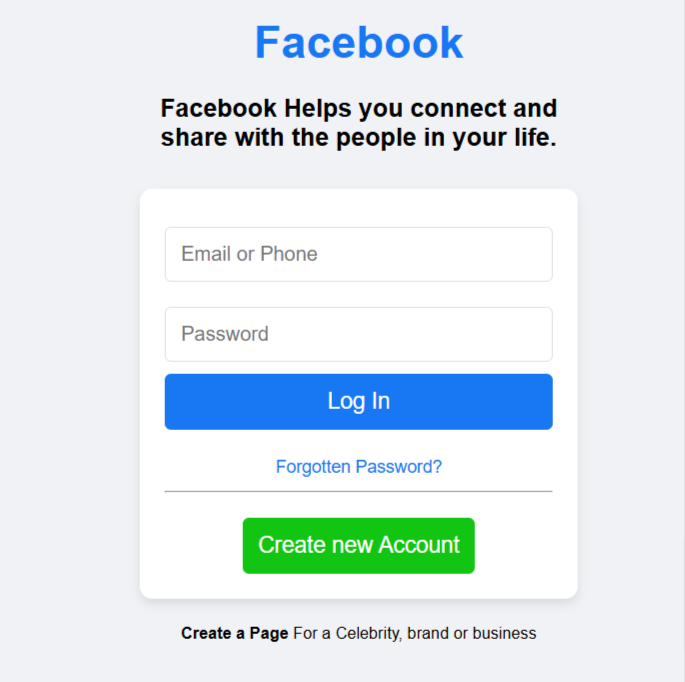 Facebook
Facebook Helps you connect and
share with the people in your life.
Email or Phone
Password
Log In
Forgotten Password?
Create new Account
Create a Page For a Celebrity, brand or business